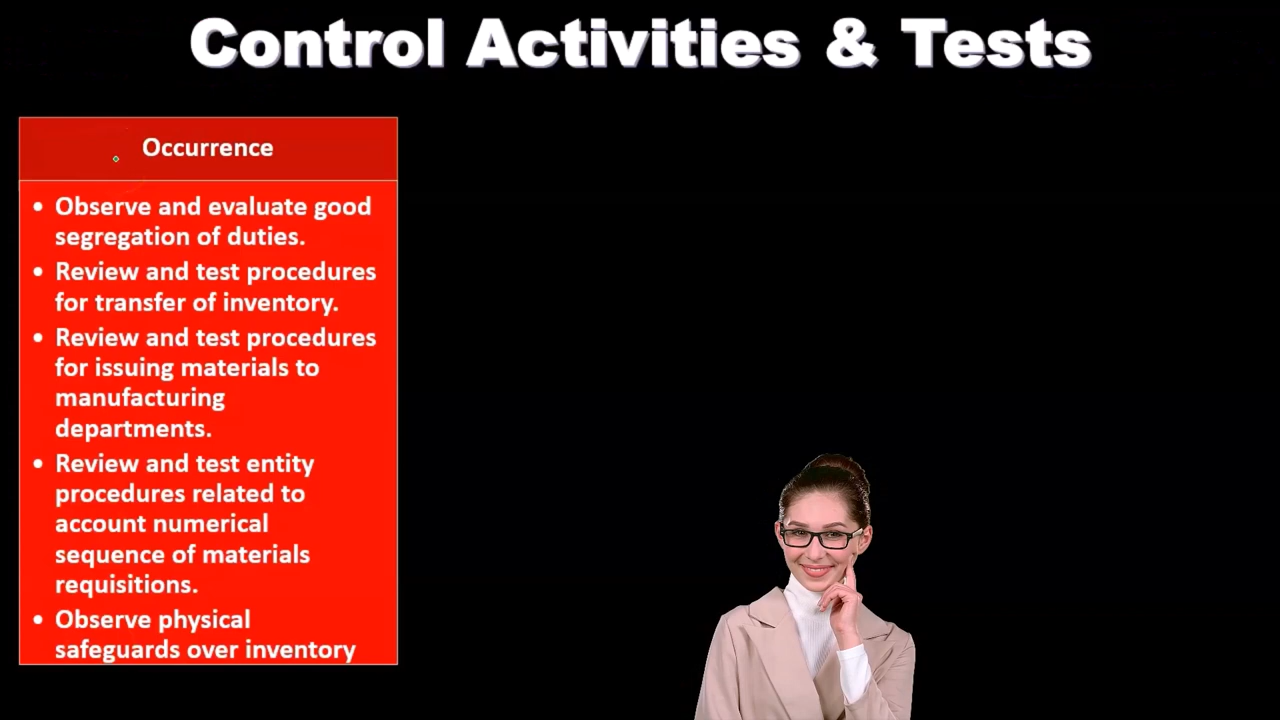 Control Activities & Tests
Occurrence
• Observe and evaluate good
segregation of duties.
• Review and test procedures
for transfer of inventory.
• Review and test procedures
for issuing materials to
manufacturing
departments.
• Review and test entity
procedures related to
account numerical
sequence of materials
requisitions.
• Observe physical
safeguards over inventory